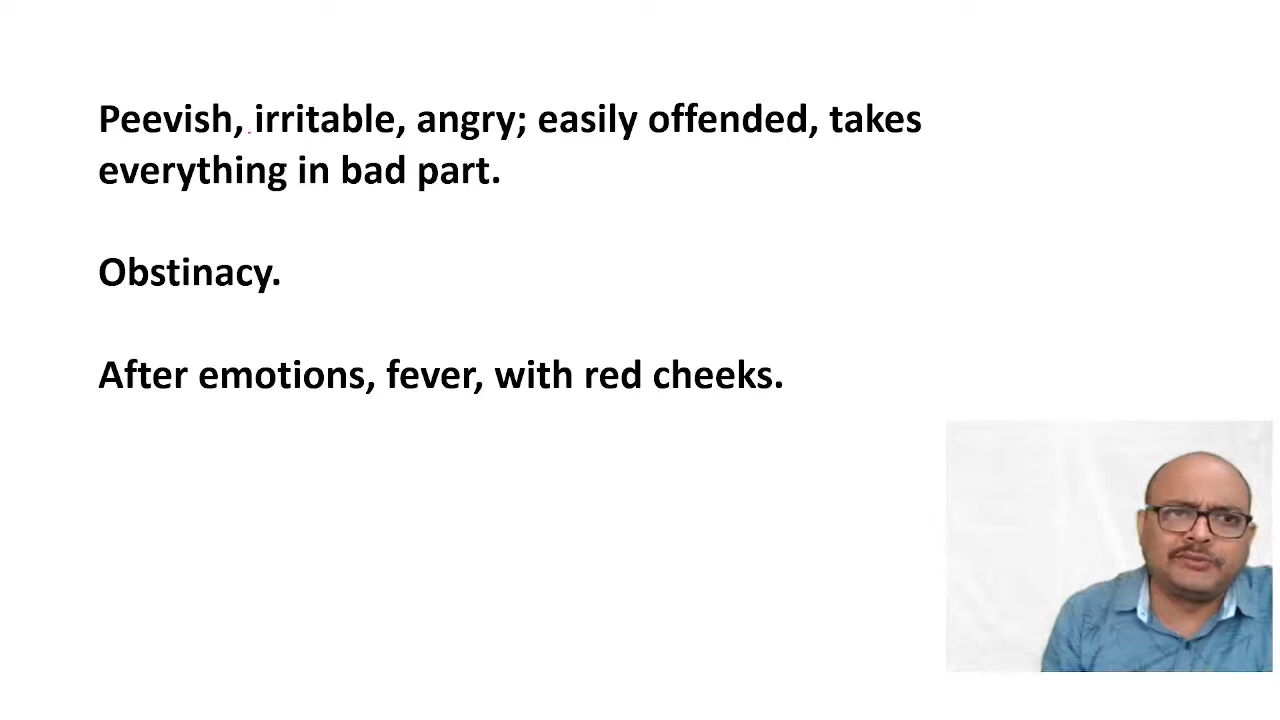 Peevish, irritable, angry; easily offended, takes
everything in bad part.
Obstinacy.
After emotions, fever, with red cheeks.